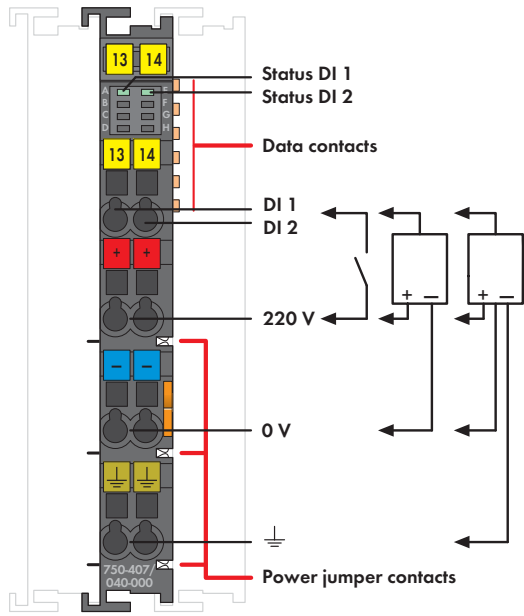 13 14
Status DI 1
A E
Status DI 2
B F
C G
D H
Data contacts
13 14
DI 1
DI 2
+ +
+ − + −
220 V
− −
0 V
750-407/
040-000
Power jumper contacts